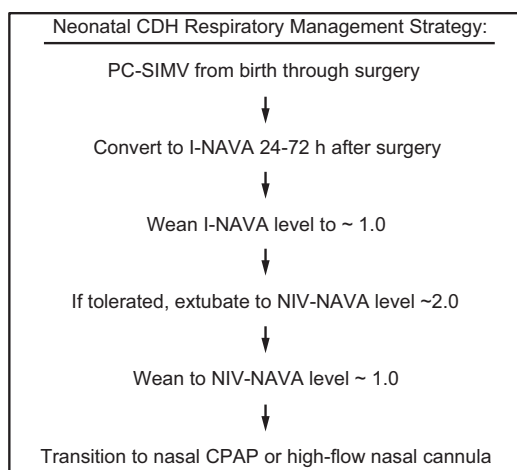 Neonatal CDH Respiratory Management Strategy:
PC-SIMV from birth through surgery
Convert to I-NAVA 24-72 h after surgery
Wean I-NAVA level to ~ 1.0
If tolerated, extubate to NIV-NAVA level ~2.0
Wean to NIV-NAVA level ~ 1.0
Transition to nasal CPAP or high-flow nasal cannula